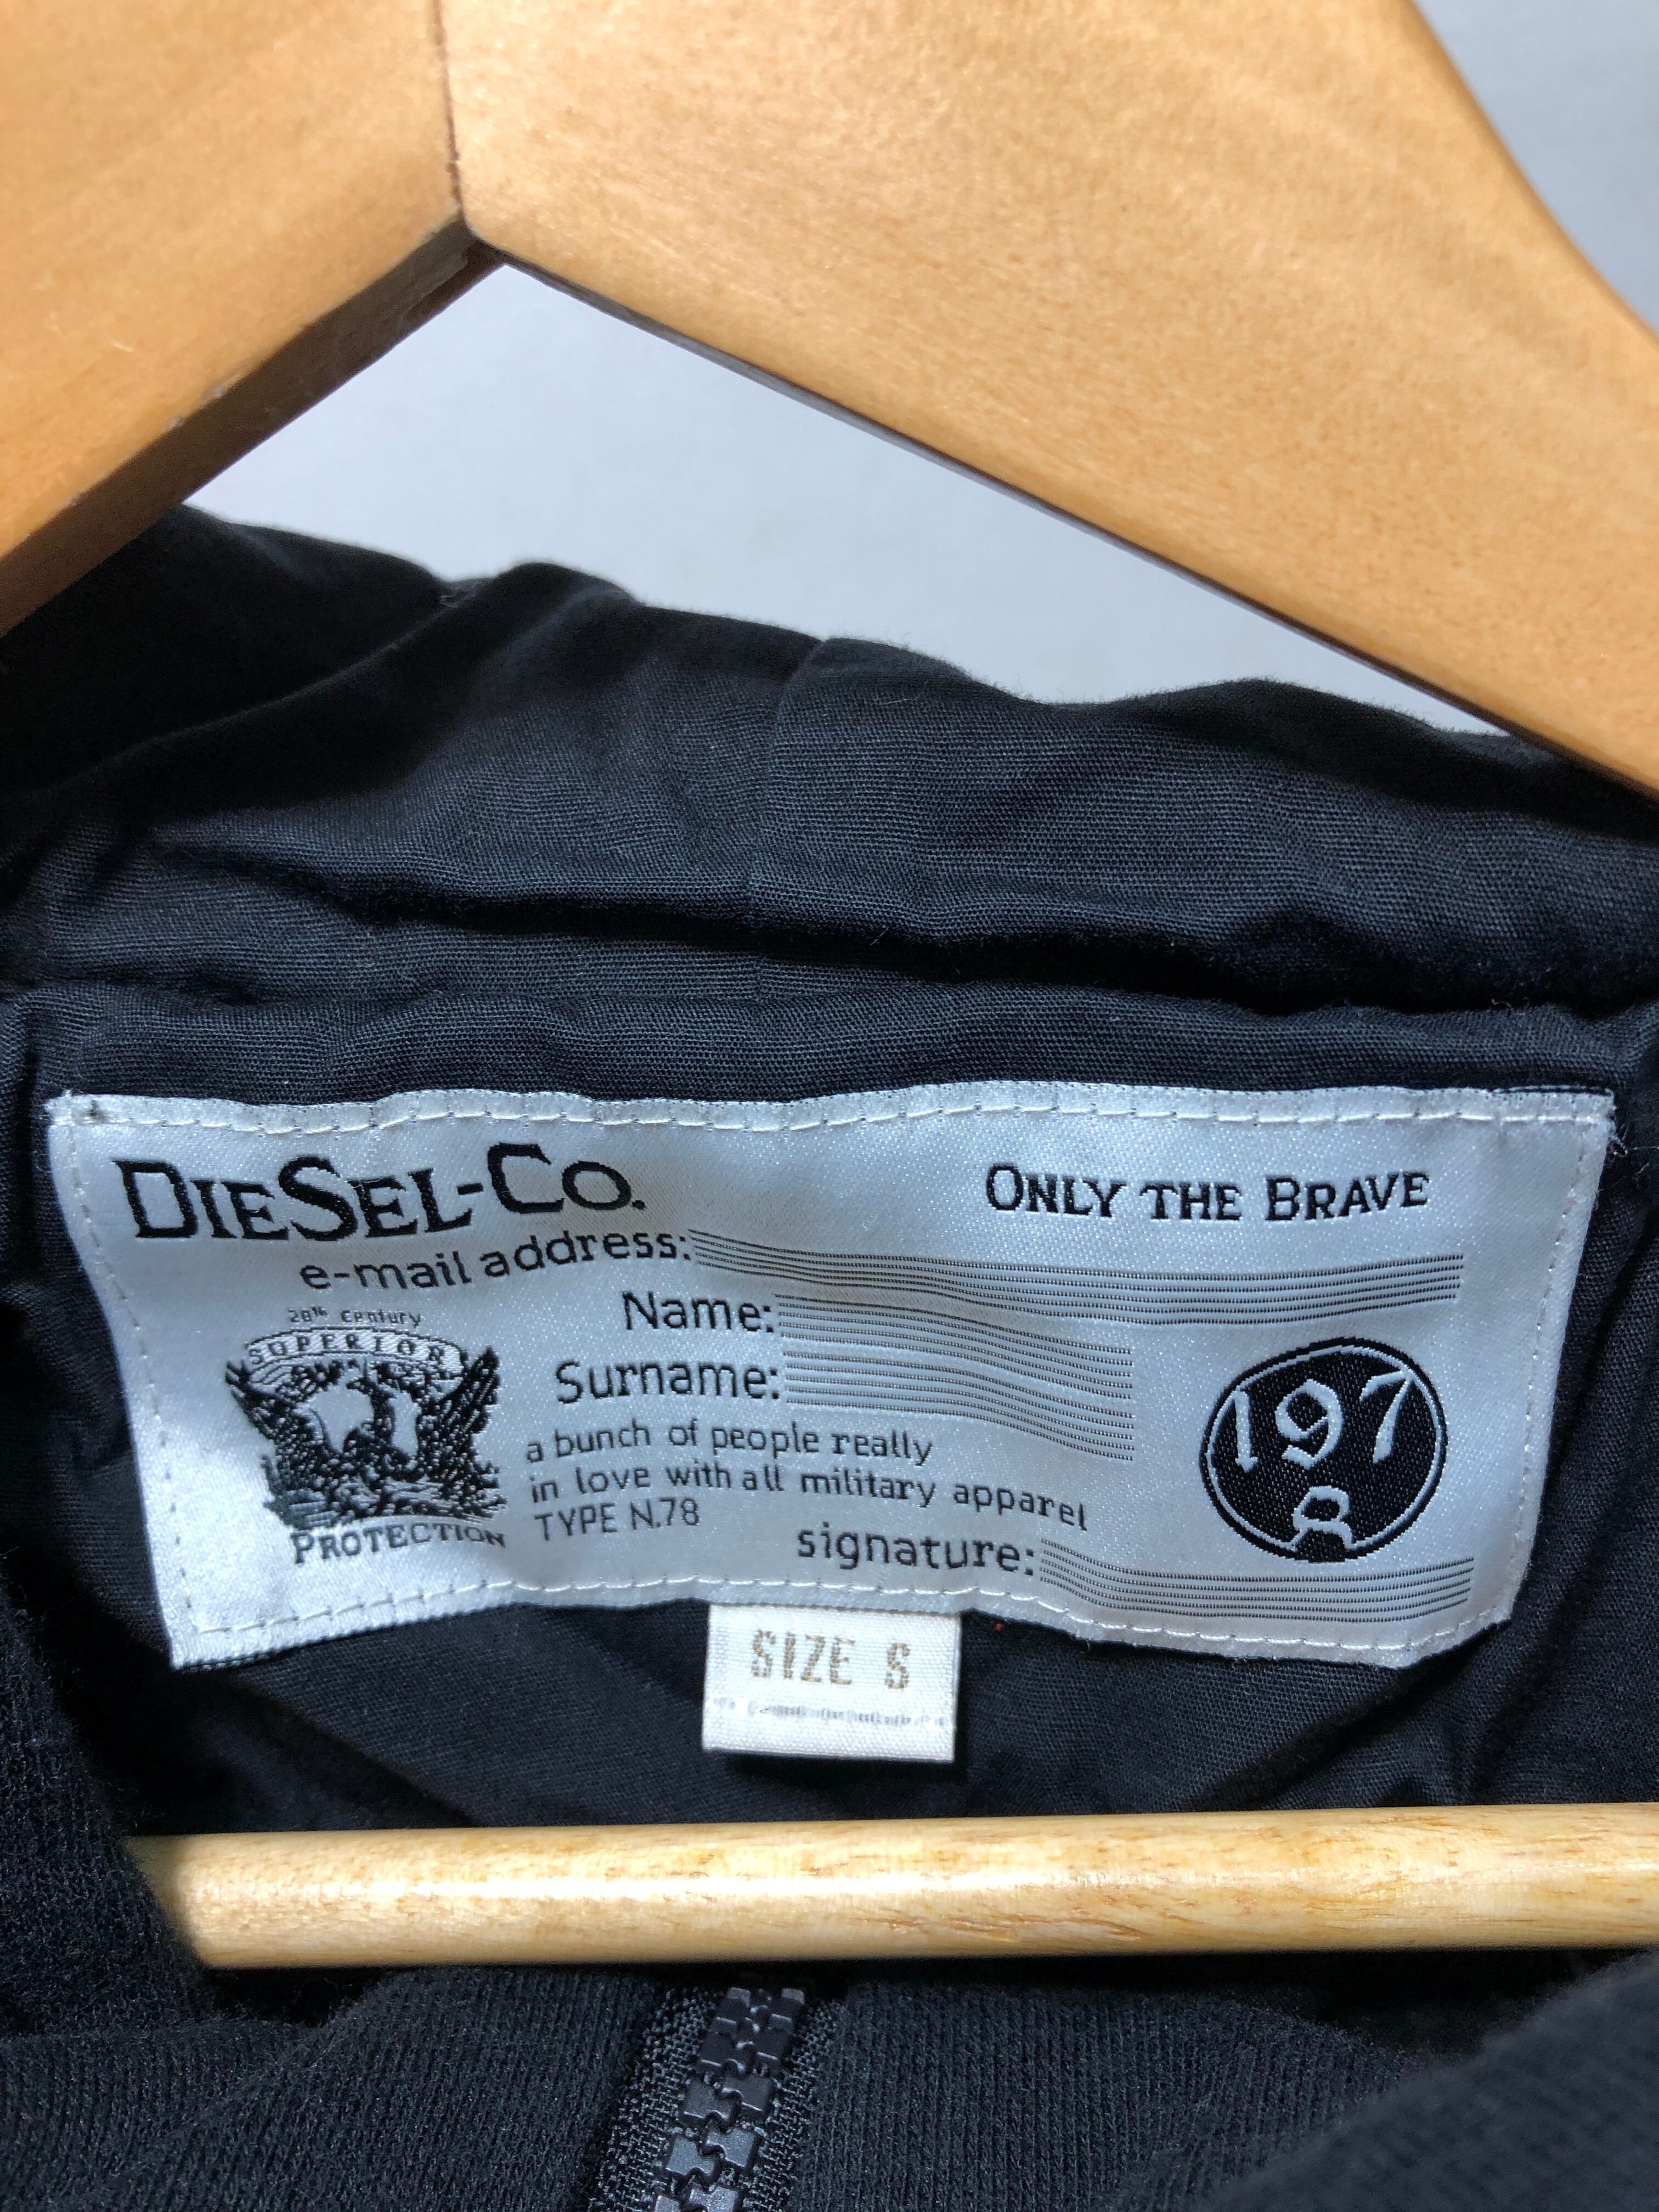 DIESEL-CO.
ONLY THE BRAVE
e-mail address:
Name:
Surname:
20th Century
SUPERIOR
PROTECTION
a bunch of people really
in love with all military apparel
TYPE N.78
signature:
197
8
SIZE S